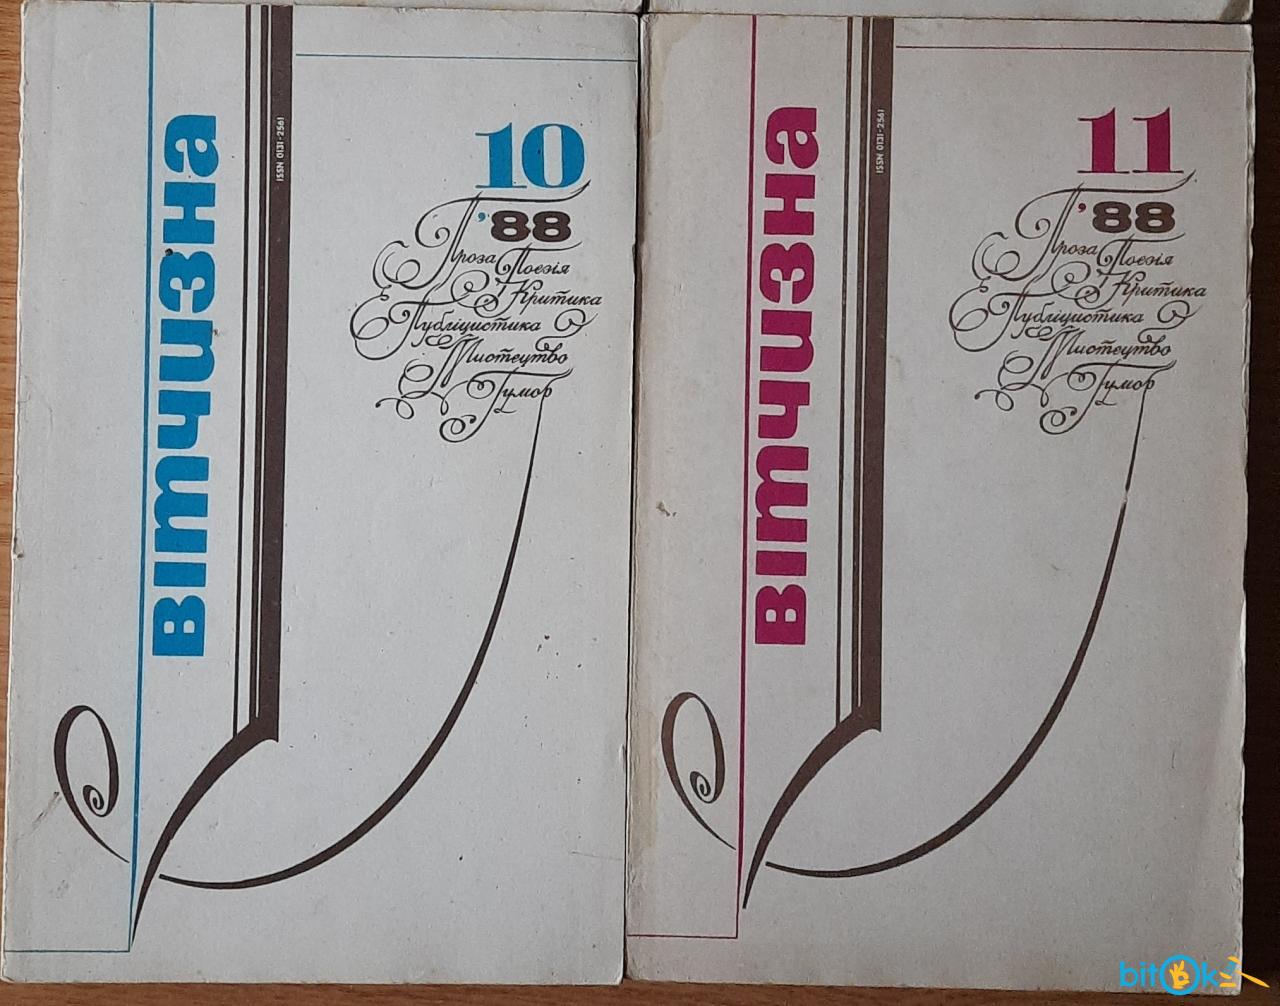 ВІТЧИЗНА
ISSN 0131-2561
10
'88
Проза Поезія
Критика
Публіцистика
Мистецтво
Гумор
ВІТЧИЗНА
ISSN 0131-2561
11
'88
Проза Поезія
Критика
Публіцистика
Мистецтво
Гумор
bitOk